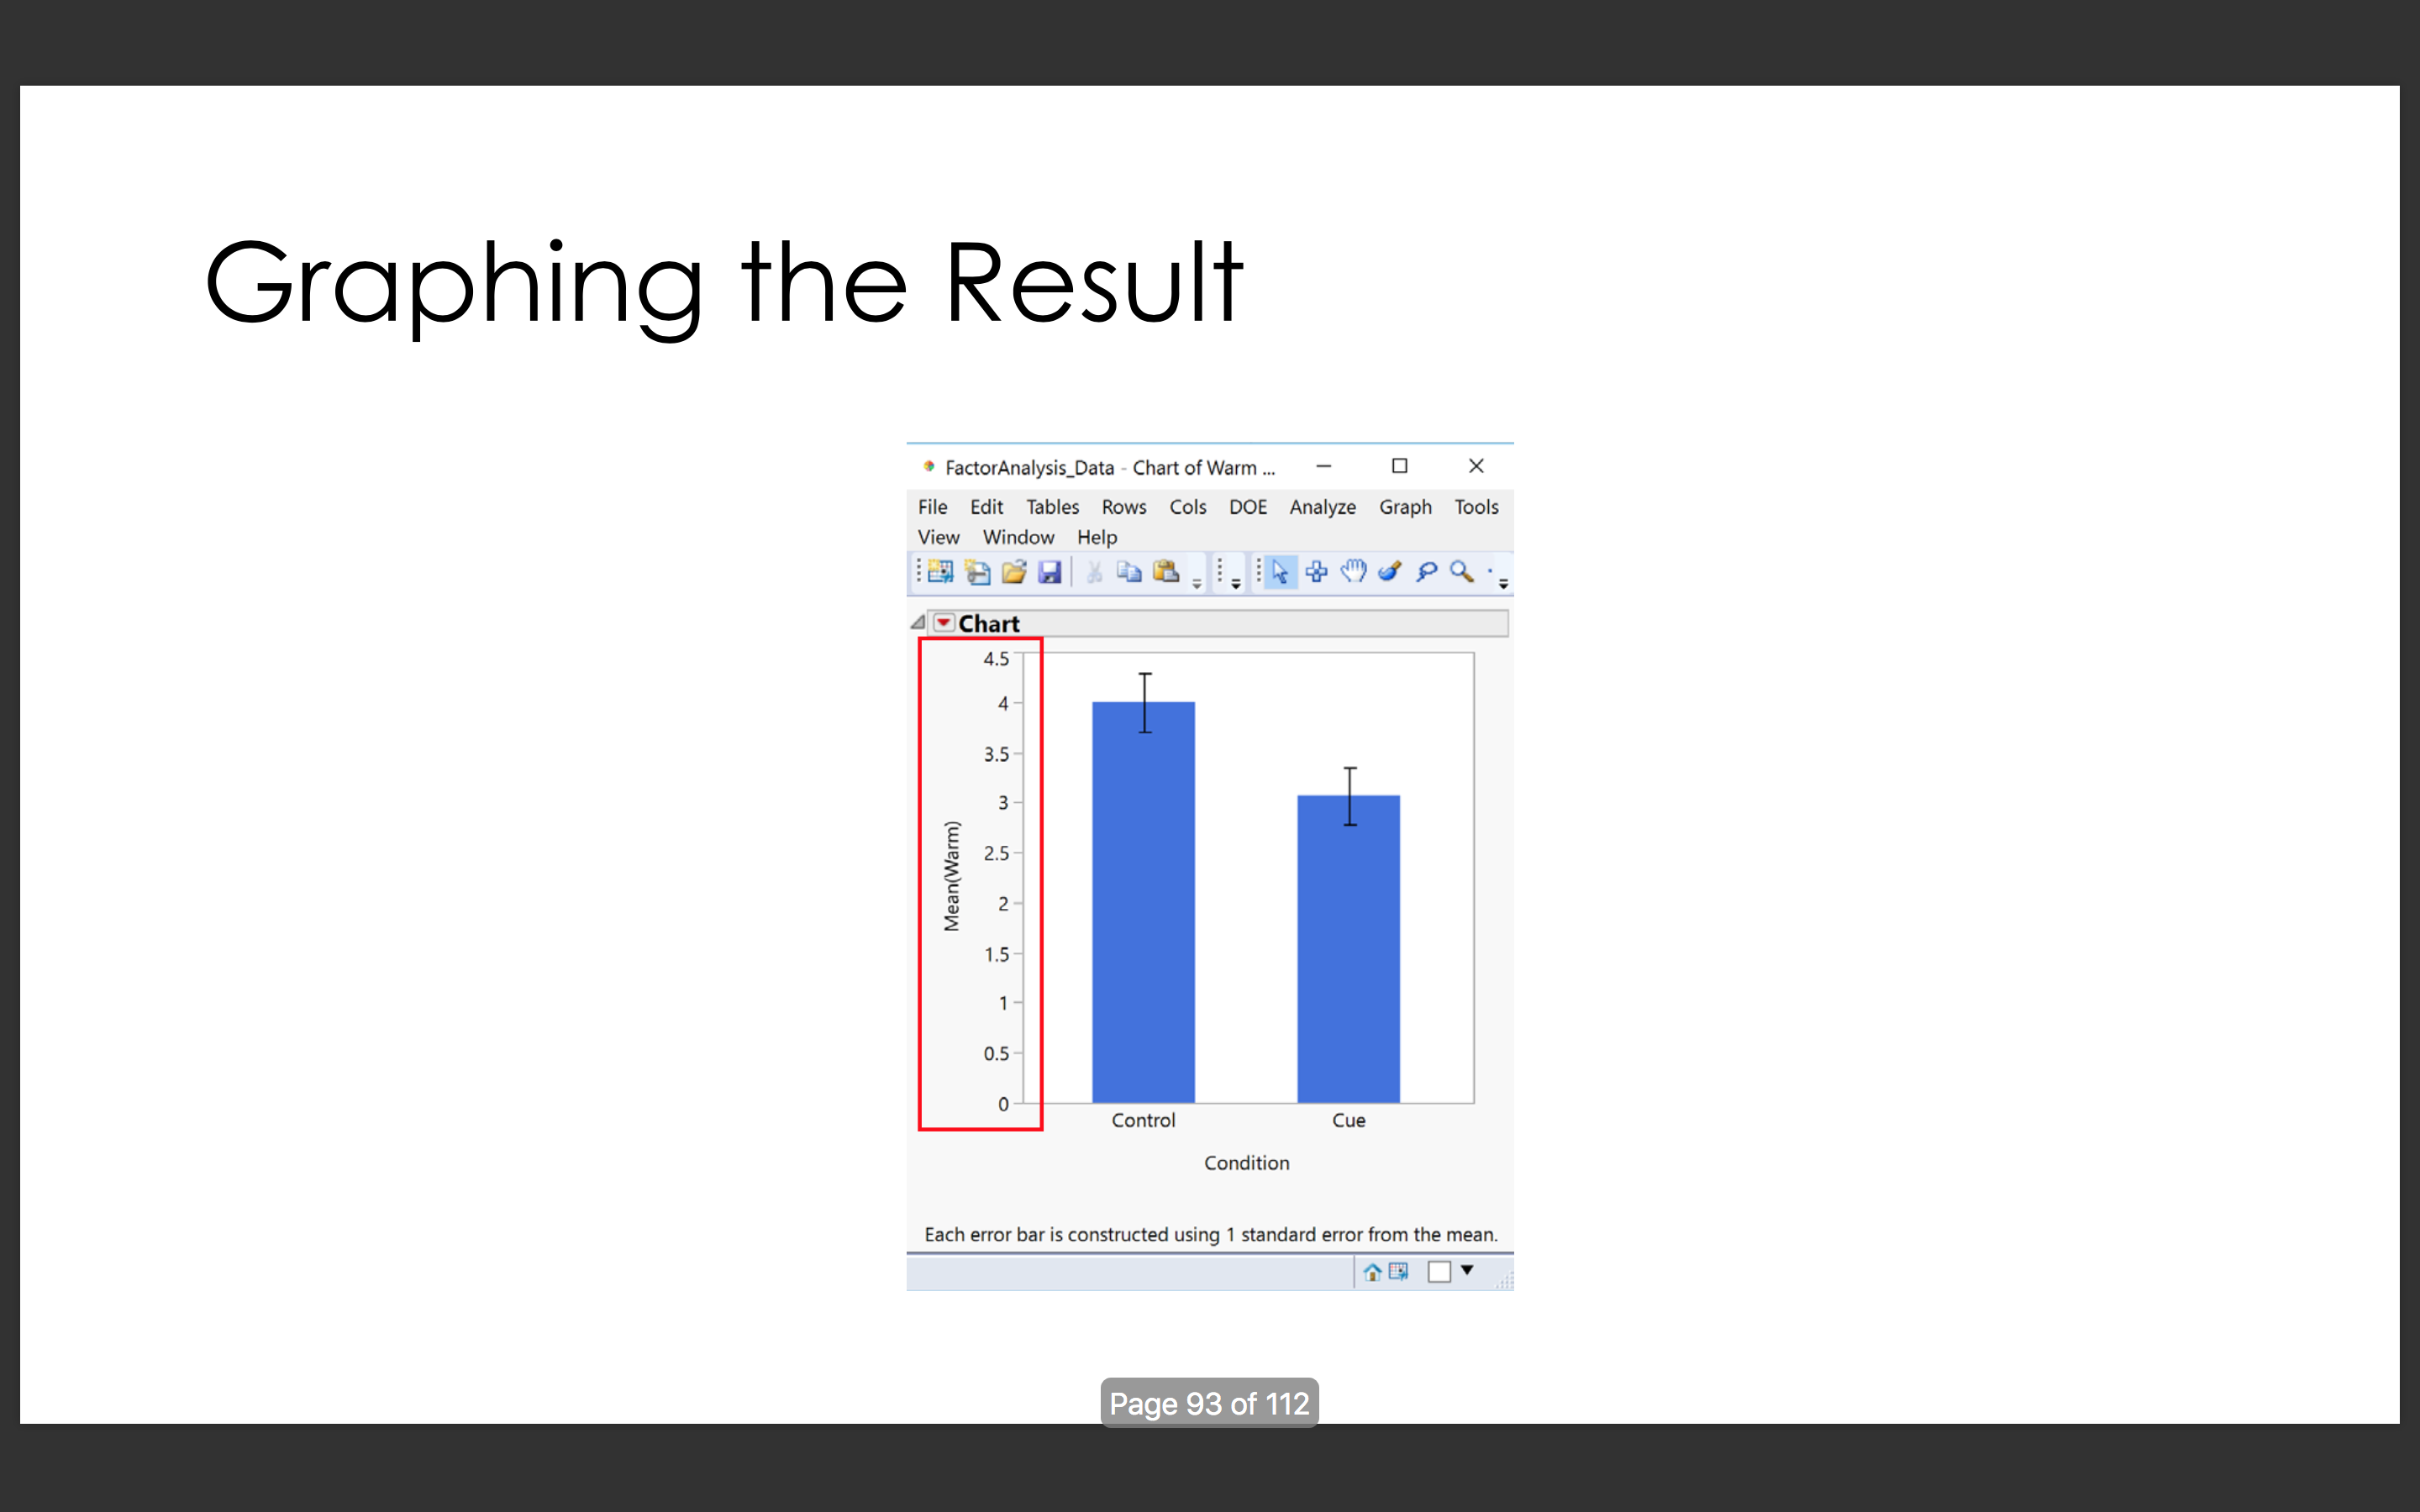 Graphing the Result
FactorAnalysis_Data - Chart of Warm ...
File Edit Tables Rows Cols DOE Analyze Graph Tools
View Window Help
Chart
4.5
4
3.5
3
2.5
2
1.5
1
0.5
0
Mean(Warm)
Control Cue
Condition
Each error bar is constructed using 1 standard error from the mean.
Page 93 of 112